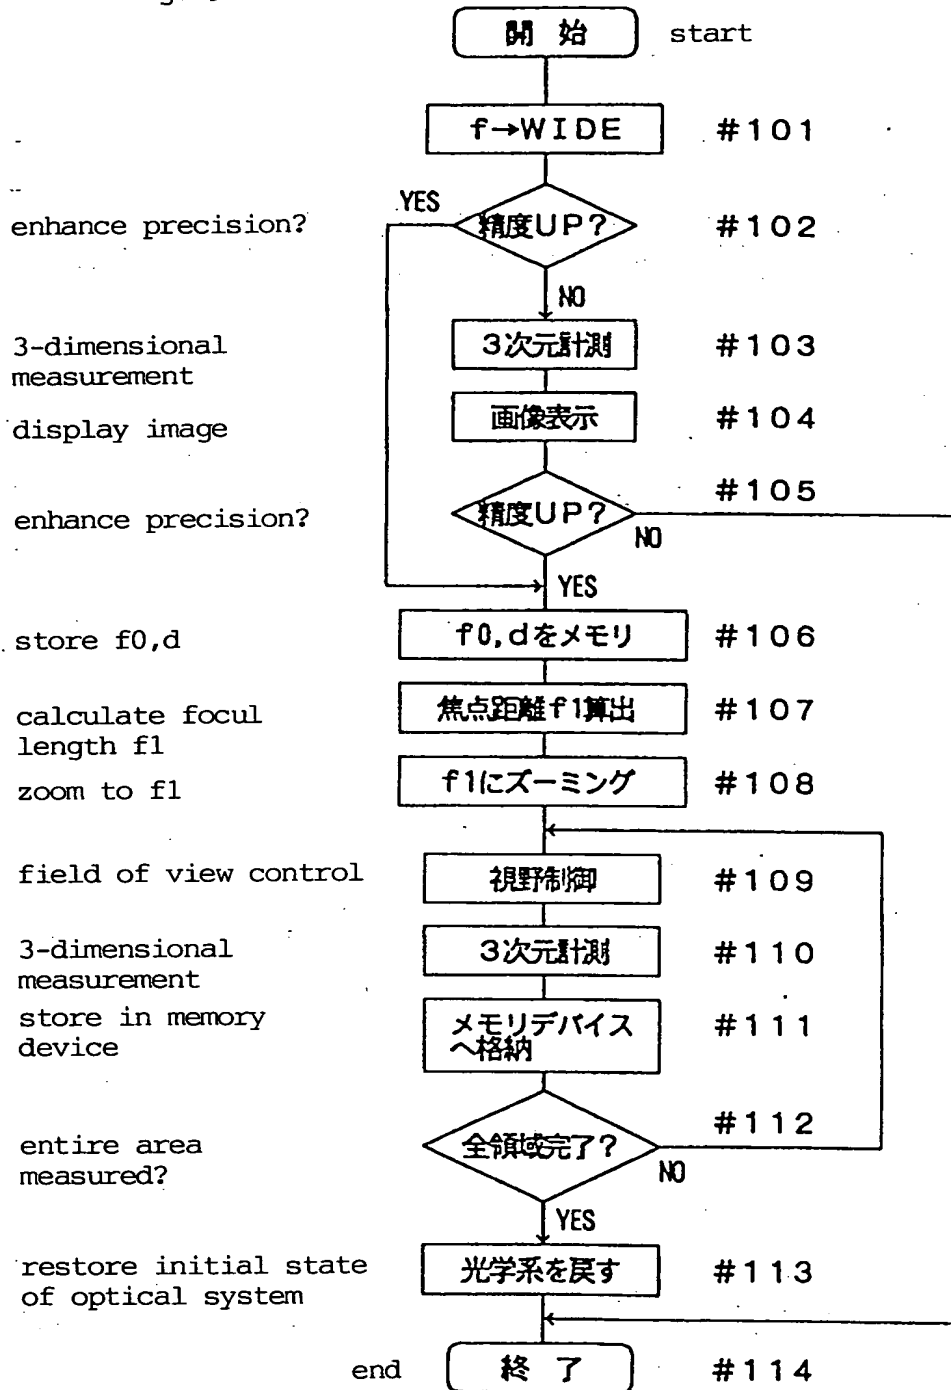 開 始 start
f→WIDE #101
YES
enhance precision? 精度UP? #102
NO
3-dimensional
measurement
3次元計測 #103
display image 画像表示 #104
enhance precision? 精度UP? #105
NO
YES
store f0,d f0,dをメモリ #106
calculate focul
length f1
焦点距離f1算出 #107
zoom to f1 f1にズーミング #108
field of view control 視野制御 #109
3-dimensional
measurement
3次元計測 #110
store in memory
device
メモリデバイス
へ格納
#111
entire area
measured?
全領域完了? #112
NO
YES
restore initial state
of optical system
光学系を戻す #113
end 終 了 #114